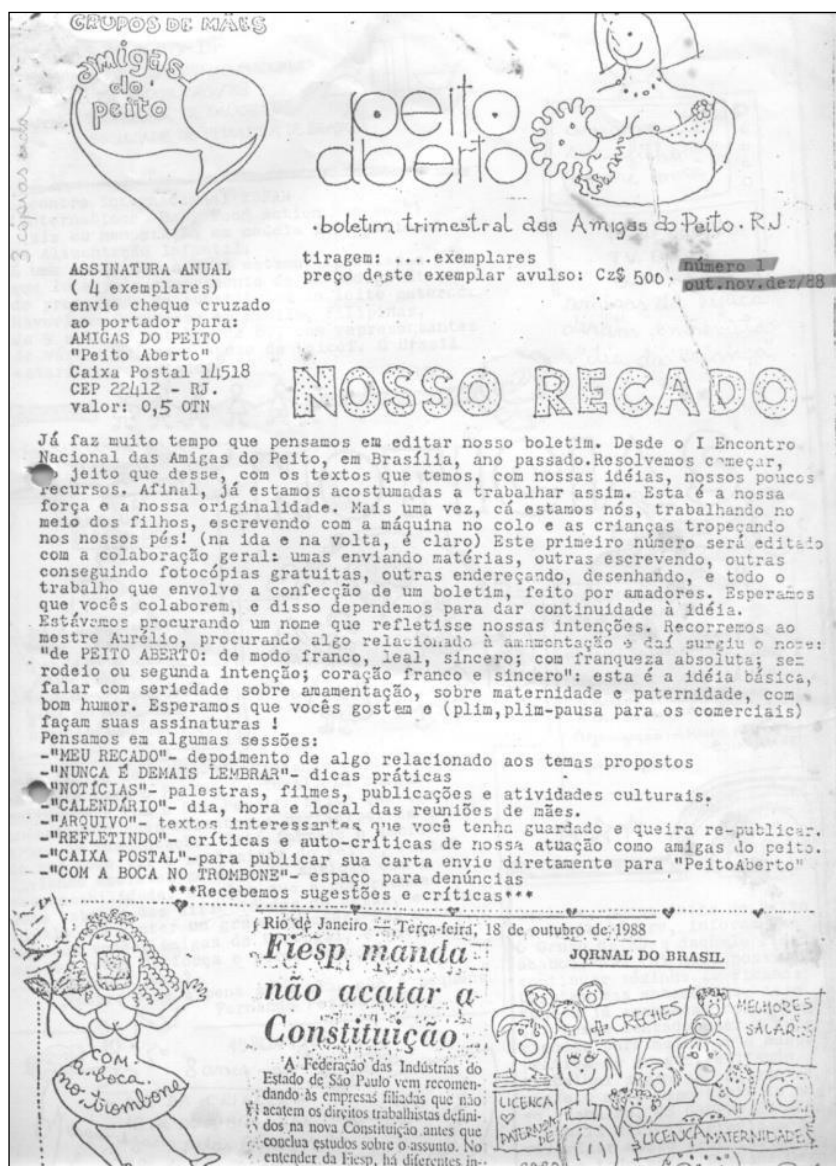 GRUPOS DE MÃES
amigas
do
peito
peito
aberto
3 cópias cada
.boletim trimestral das Amigas do Peito. RJ
tiragem: ....exemplares
preço deste exemplar avulso: Cz$ 500.
número 1
out.nov.dez/88
ASSINATURA ANUAL
( 4 exemplares)
envie cheque cruzado
ao portador para:
AMIGAS DO PEITO
"Peito Aberto"
Caixa Postal 14518
CEP 22412 - RJ.
valor: 0,5 OTN
NOSSO RECADO
Já faz muito tempo que pensamos em editar nosso boletim. Desde o I Encontro
Nacional das Amigas do Peito, em Brasília, ano passado.Resolvemos começar,
jeito que desse, com os textos que temos, com nossas idéias, nossos poucos
recursos. Afinal, já estamos acostumadas a trabalhar assim. Esta é a nossa
força e a nossa originalidade. Mais uma vez, cá estamos nós, trabalhando no
meio dos filhos, escrevendo com a máquina no colo e as crianças tropeçando
nos nossos pés! (na ida e na volta, é claro) Este primeiro número será editado
com a colaboração geral: umas enviando matérias, outras escrevendo, outras
conseguindo fotocópias gratuitas, outras endereçando, desenhando, e todo o
trabalho que envolve a confecção de um boletim, feito por amadores. Esperamos
que vocês colaborem, e disso dependemos para dar continuidade à idéia.
Estávamos procurando um nome que refletisse nossas intenções. Recorremos ao
mestre Aurélio, procurando algo relacionado à amamentação e daí surgiu o nome:
"de PEITO ABERTO: de modo franco, leal, sincero; com franqueza absoluta; sem
rodeio ou segunda intenção; coração franco e sincero": esta é a idéia básica,
falar com seriedade sobre amamentação, sobre maternidade e paternidade, com
bom humor. Esperamos que vocês gostem e (plim,plim-pausa para os comerciais)
façam suas assinaturas !
Pensamos em algumas sessões:
-"MEU RECADO"- depoimento de algo relacionado aos temas propostos
-"NUNCA É DEMAIS LEMBRAR"- dicas práticas
-"NOTÍCIAS"- palestras, filmes, publicações e atividades culturais.
-"CALENDÁRIO"- dia, hora e local das reuniões de mães.
-"ARQUIVO"- textos interessantes que você tenha guardado e queira re-publicar.
-"REFLETINDO"- críticas e auto-críticas de nossa atuação como amigas do peito.
-"CAIXA POSTAL"-para publicar sua carta envie diretamente para "PeitoAberto"
-"COM A BOCA NO TROMBONE"- espaço para denúncias
***Recebemos sugestões e críticas***
COM
a boca
no trombone
Rio de Janeiro — Terça-feira, 18 de outubro de 1988
Fiesp manda
não acatar a
Constituição
A Federação das Indústrias do
Estado de São Paulo vem recomen-
dando às empresas filiadas que não
acatem os direitos trabalhistas defini-
dos na nova Constituição antes que
conclua estudos sobre o assunto. No
entender da Fiesp, há diferentes in-
JORNAL DO BRASIL
+ CRECHES
MELHORES
SALÁRIOS
LICENCA
PATERNIDA
DE
LICENÇA MATERNIDADE